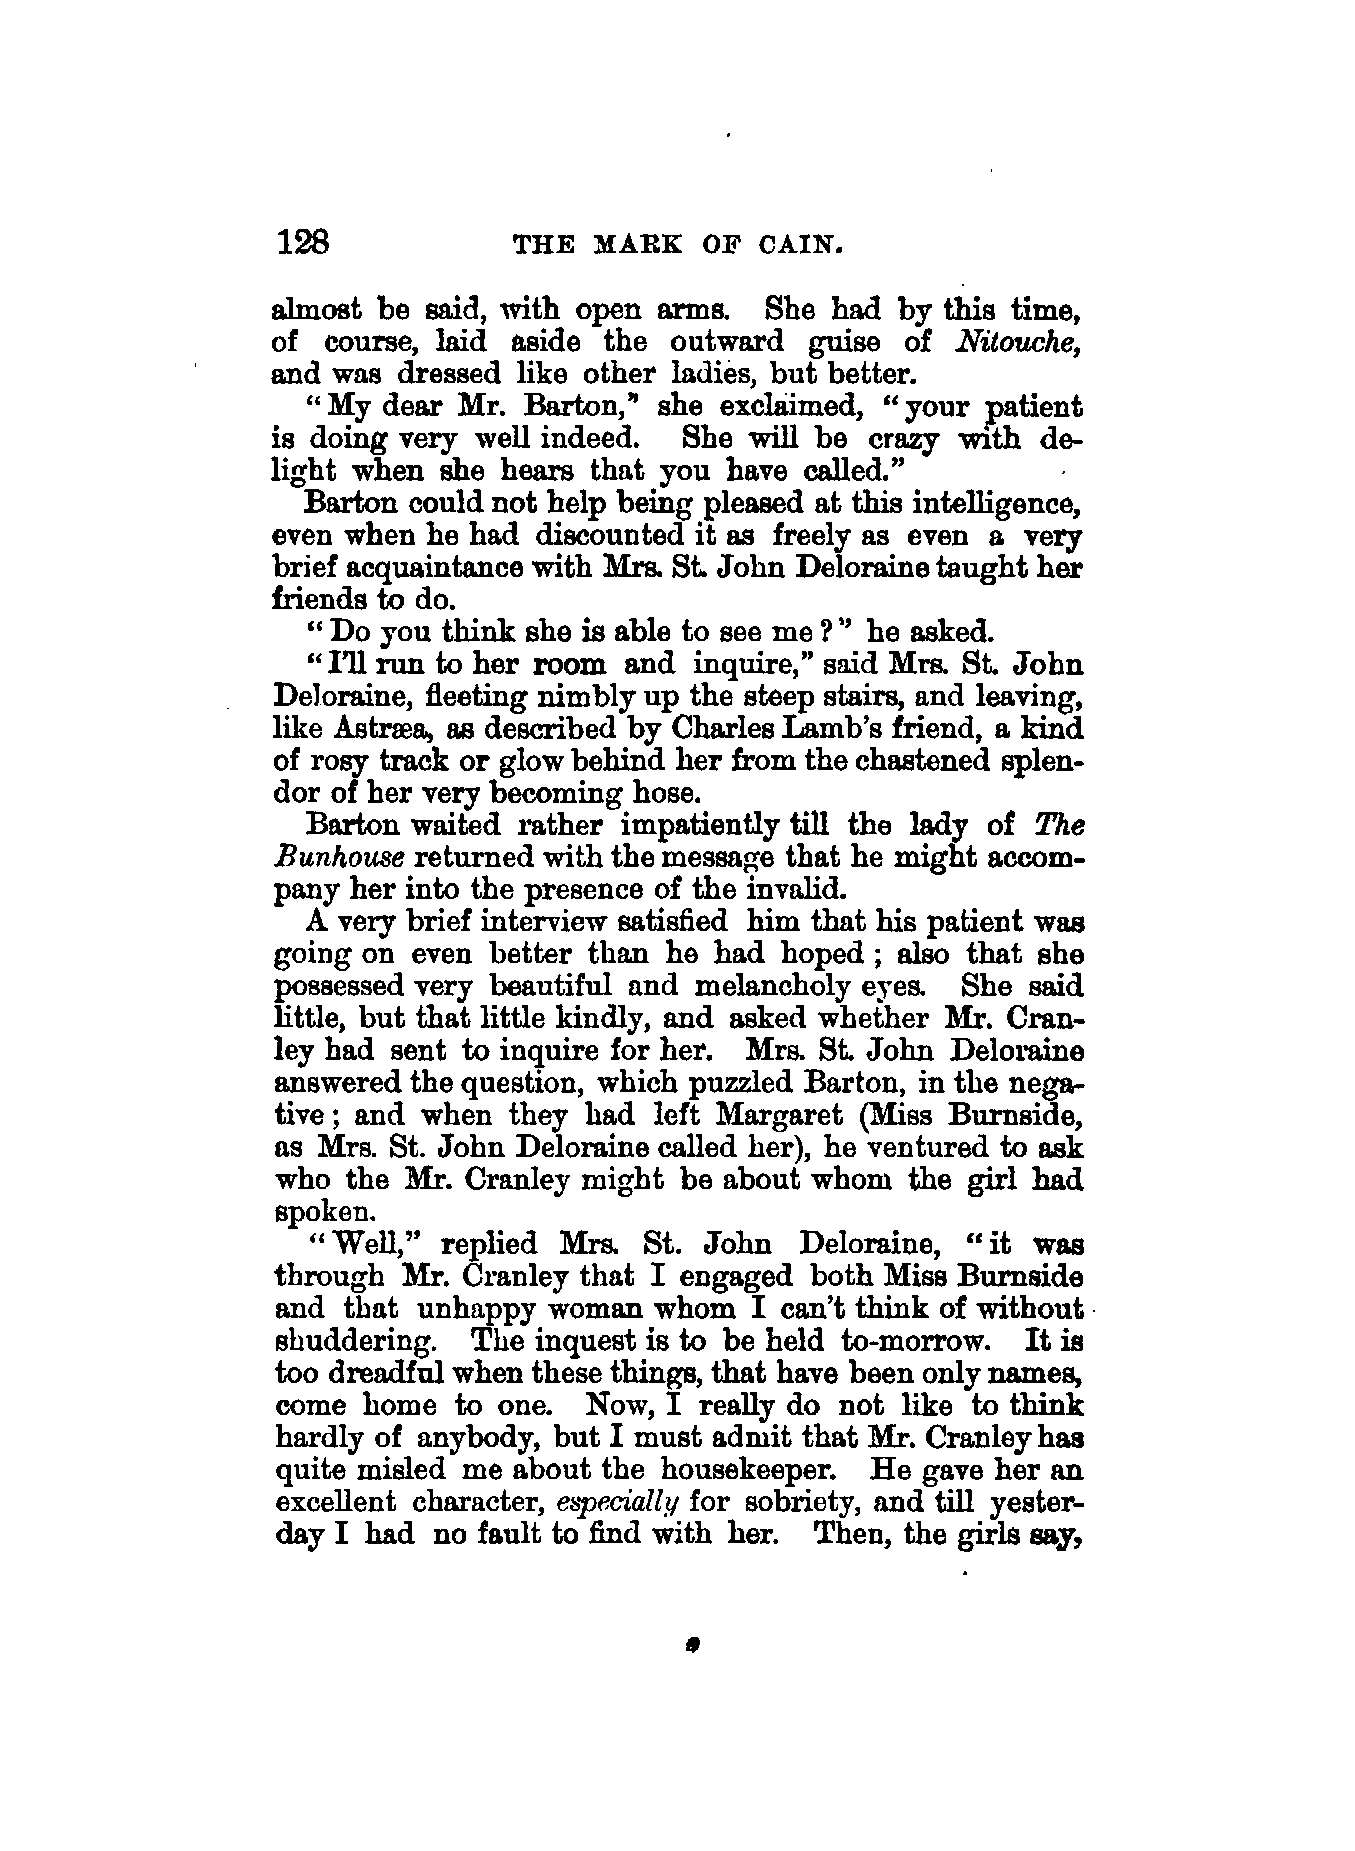 128 THE MARK OF CAIN.
almost be said, with open arms. She had by this time,
of course, laid aside the outward guise of Nitouche,
and was dressed like other ladies, but better.
“My dear Mr. Barton,” she exclaimed, “your patient
is doing very well indeed. She will be crazy with de-
light when she hears that you have called.”
Barton could not help being pleased at this intelligence,
even when he had discounted it as freely as even a very
brief acquaintance with Mrs. St. John Deloraine taught her
friends to do.
“Do you think she is able to see me?” he asked.
“I'll run to her room and inquire,” said Mrs. St. John
Deloraine, fleeting nimbly up the steep stairs, and leaving,
like Astræa, as described by Charles Lamb's friend, a kind
of rosy track or glow behind her from the chastened splen-
dor of her very becoming hose.
Barton waited rather impatiently till the lady of The
Bunhouse returned with the message that he might accom-
pany her into the presence of the invalid.
A very brief interview satisfied him that his patient was
going on even better than he had hoped; also that she
possessed very beautiful and melancholy eyes. She said
little, but that little kindly, and asked whether Mr. Cran-
ley had sent to inquire for her. Mrs. St. John Deloraine
answered the question, which puzzled Barton, in the nega-
tive; and when they had left Margaret (Miss Burnside,
as Mrs. St. John Deloraine called her), he ventured to ask
who the Mr. Cranley might be about whom the girl had
spoken.
“Well,” replied Mrs. St. John Deloraine, “it was
through Mr. Cranley that I engaged both Miss Burnside
and that unhappy woman whom I can't think of without
shuddering. The inquest is to be held to-morrow. It is
too dreadful when these things, that have been only names,
come home to one. Now, I really do not like to think
hardly of anybody, but I must admit that Mr. Cranley has
quite misled me about the housekeeper. He gave her an
excellent character, especially for sobriety, and till yester-
day I had no fault to find with her. Then, the girls say,